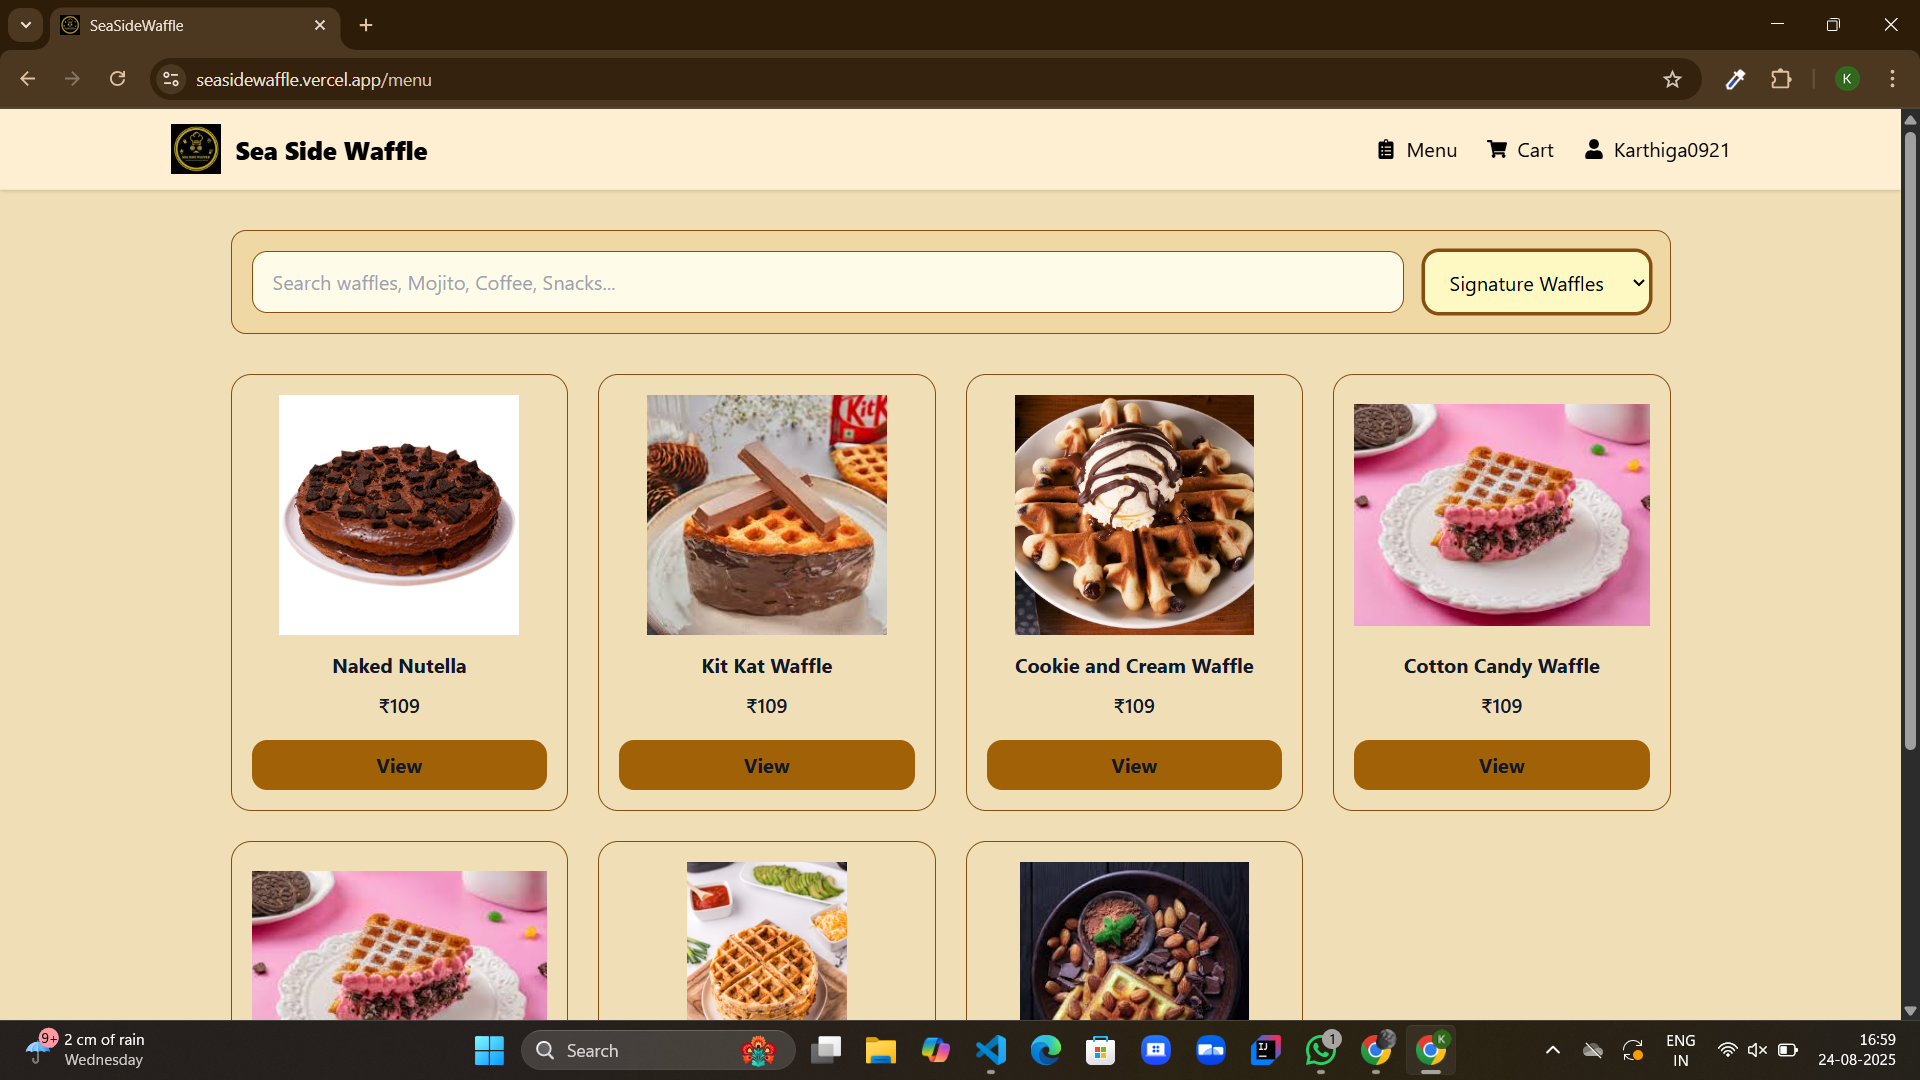 SeaSideWaffle
seasidewaffle.vercel.app/menu
K
Sea Side Waffle
Menu
Cart
Karthiga0921
Search waffles, Mojito, Coffee, Snacks...
Signature Waffles
KitK
Naked Nutella
Kit Kat Waffle
Cookie and Cream Waffle
Cotton Candy Waffle
₹109
₹109
₹109
₹109
View
View
View
View
9+
2 cm of rain
Wednesday
Search
1
K
ENG
IN
16:59
24-08-2025